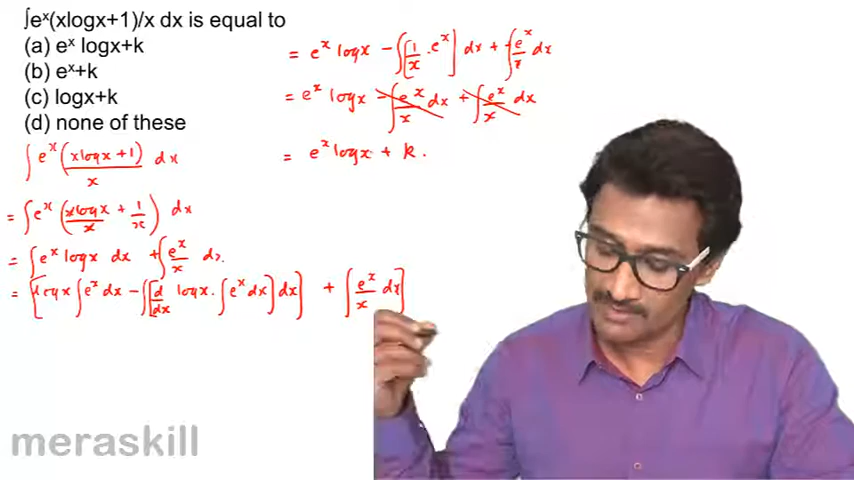 ∫eˣ(xlogx+1)/x dx is equal to
(a) eˣ logx+k
(b) eˣ+k
(c) logx+k
(d) none of these
∫ eˣ (xlogx + 1)/x dx
= ∫ eˣ (xlogx/x + 1/x) dx
= ∫ eˣ logx dx + ∫ eˣ/x dx
= [logx ∫ eˣ dx − ∫ [d/dx logx · ∫ eˣ dx] dx] + ∫ [eˣ/x dx]
= eˣ logx − ∫ [1/x · eˣ] dx + ∫ eˣ/x dx
= eˣ logx − ∫ eˣ/x dx + ∫ eˣ/x dx
= eˣ logx + k.
meraskill